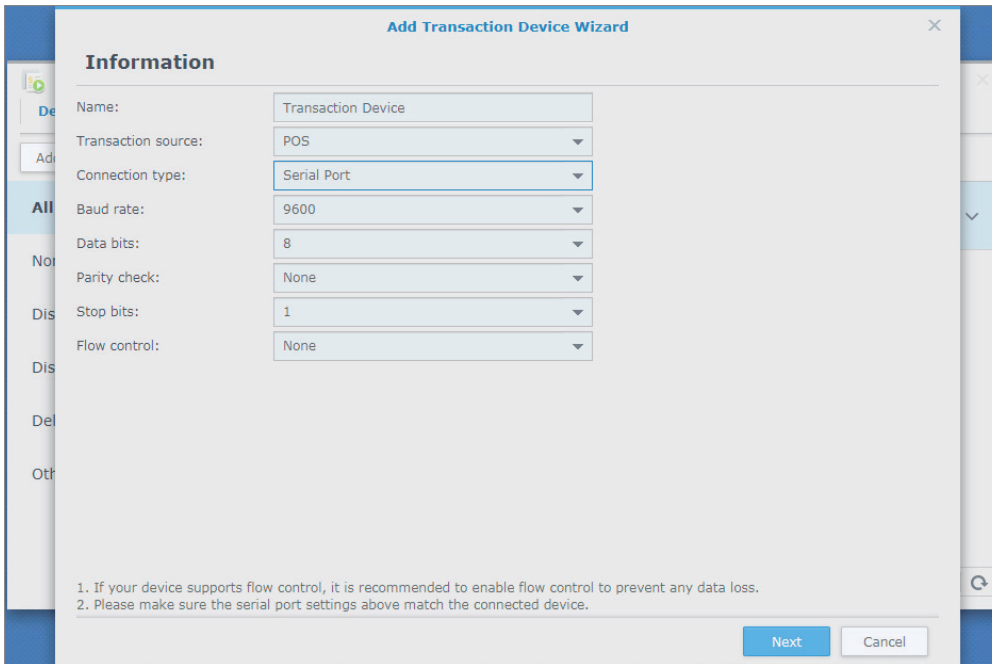 Add Transaction Device Wizard
Information
Name: Transaction Device
Transaction source: POS
Connection type: Serial Port
Baud rate: 9600
Data bits: 8
Parity check: None
Stop bits: 1
Flow control: None
All
1. If your device supports flow control, it is recommended to enable flow control to prevent any data loss.
2. Please make sure the serial port settings above match the connected device.
Next Cancel